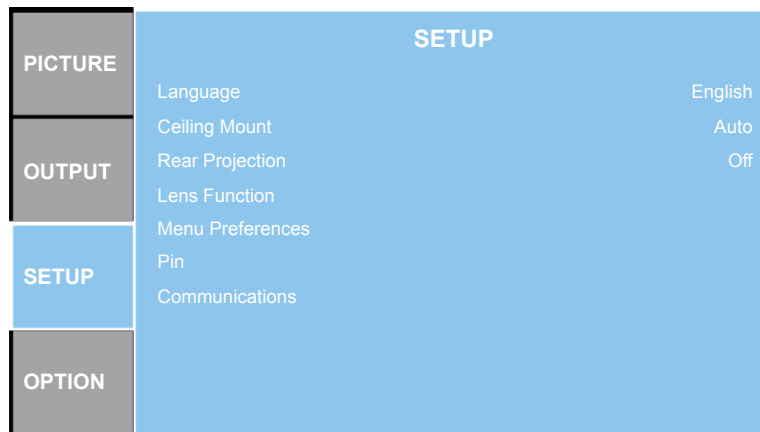 PICTURE
OUTPUT
SETUP
OPTION
SETUP
Language English
Ceiling Mount Auto
Rear Projection Off
Lens Function
Menu Preferences
Pin
Communications